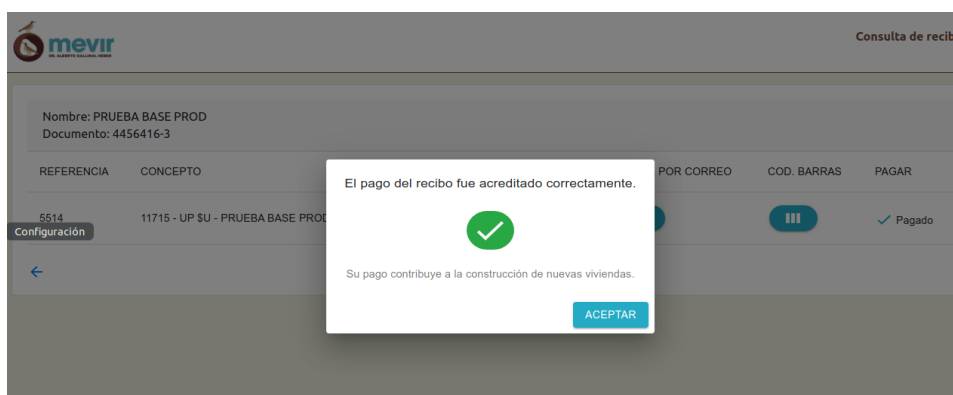 mevir
DR. ALBERTO GALLINAL HEBER
Consulta de recib
Nombre: PRUEBA BASE PROD
Documento: 4456416-3
REFERENCIA CONCEPTO POR CORREO COD. BARRAS PAGAR
5514 11715 - UP $U - PRUEBA BASE PROD Pagado
Configuración
El pago del recibo fue acreditado correctamente.
Su pago contribuye a la construcción de nuevas viviendas.
ACEPTAR